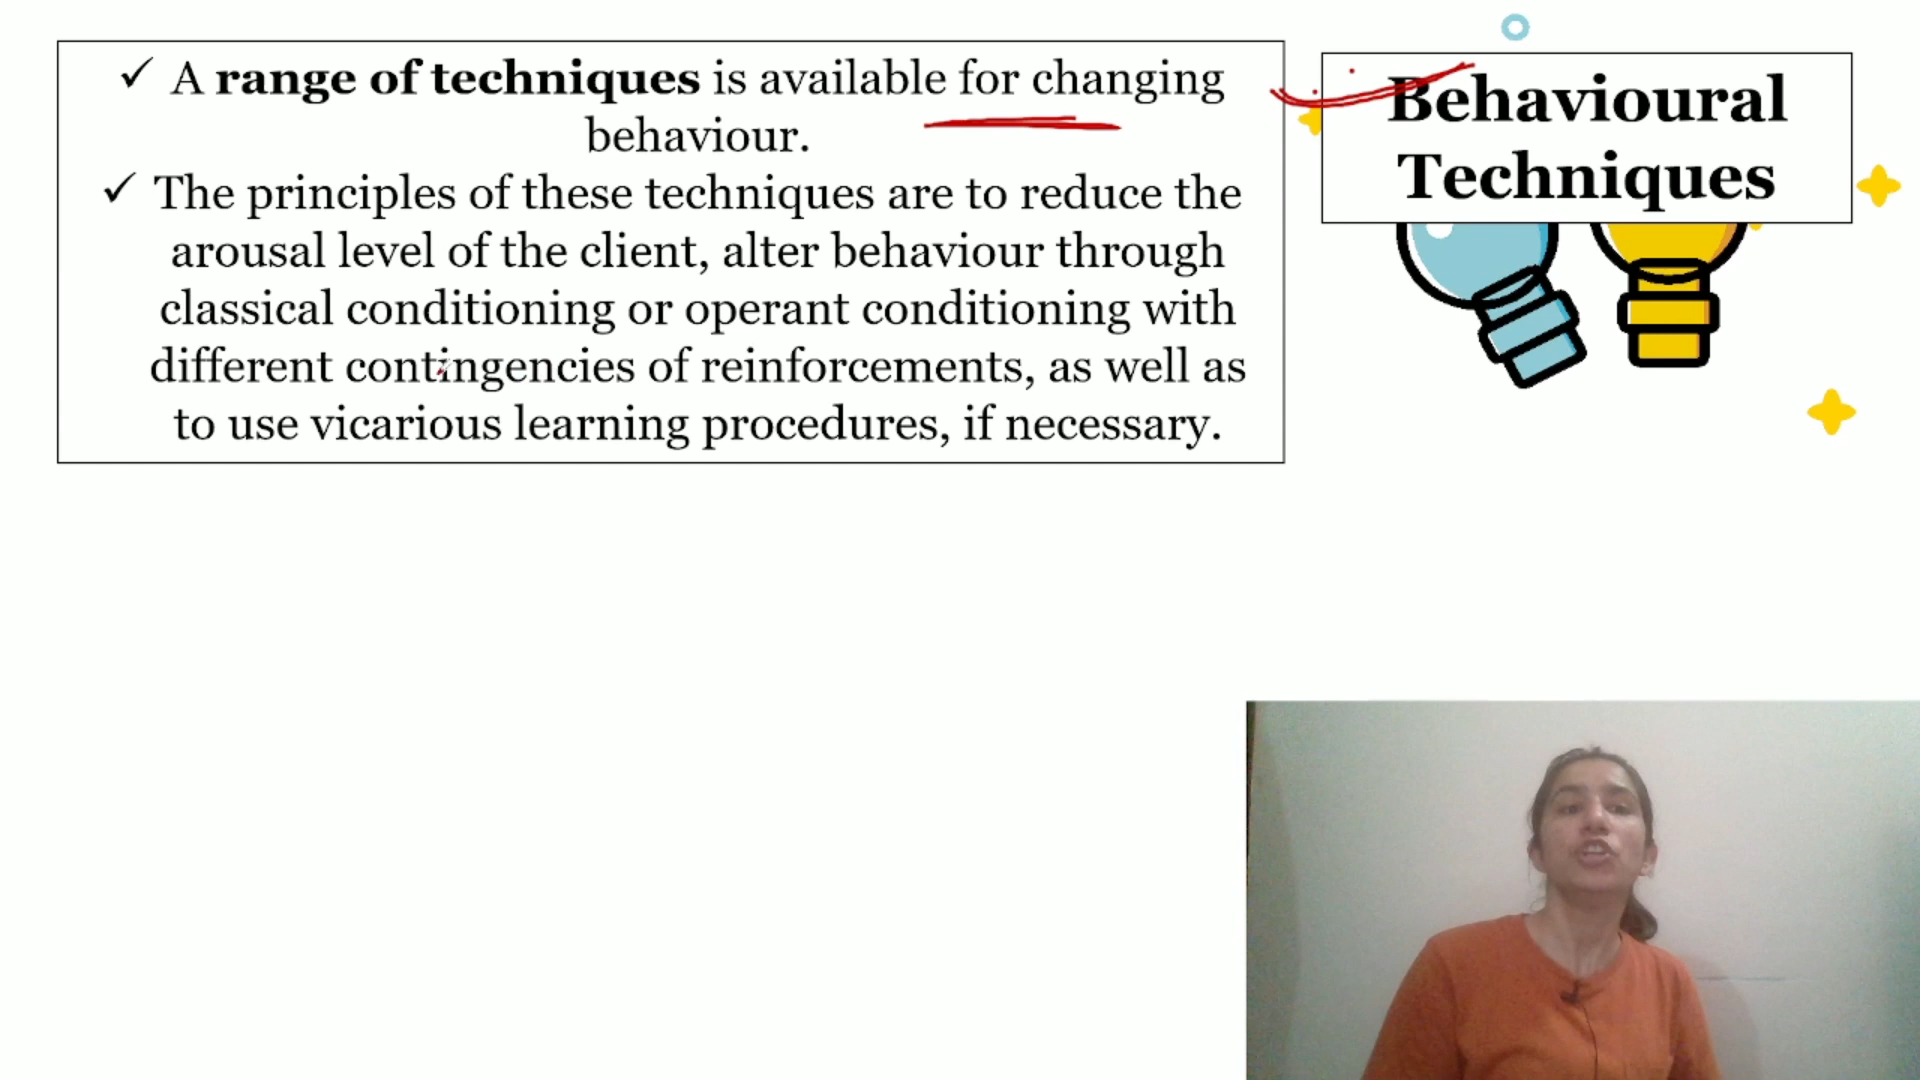 ✓ A range of techniques is available for changing
behaviour.
✓ The principles of these techniques are to reduce the
arousal level of the client, alter behaviour through
classical conditioning or operant conditioning with
different contingencies of reinforcements, as well as
to use vicarious learning procedures, if necessary.
Behavioural
Techniques